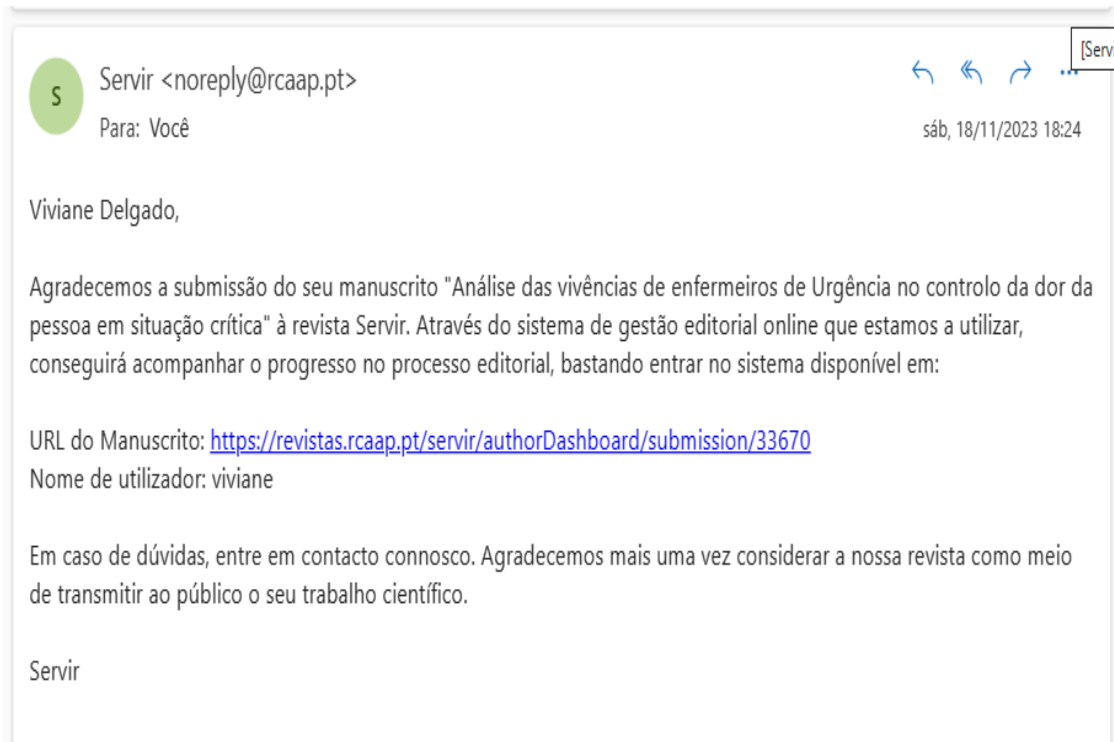 [Serv
S
Servir <noreply@rcaap.pt>
Para: Você
sáb, 18/11/2023 18:24
Viviane Delgado,
Agradecemos a submissão do seu manuscrito "Análise das vivências de enfermeiros de Urgência no controlo da dor da
pessoa em situação crítica" à revista Servir. Através do sistema de gestão editorial online que estamos a utilizar,
conseguirá acompanhar o progresso no processo editorial, bastando entrar no sistema disponível em:
URL do Manuscrito: https://revistas.rcaap.pt/servir/authorDashboard/submission/33670
Nome de utilizador: viviane
Em caso de dúvidas, entre em contacto connosco. Agradecemos mais uma vez considerar a nossa revista como meio
de transmitir ao público o seu trabalho científico.
Servir